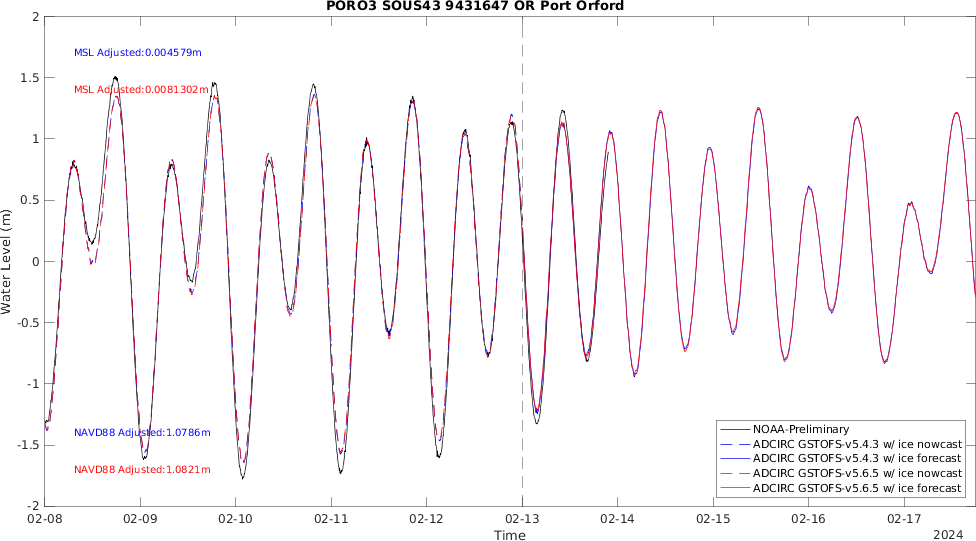 PORO3 SOUS43 9431647 OR Port Orford
MSL Adjusted:0.004579m
MSL Adjusted:0.0081302m
NAVD88 Adjusted:1.0786m
NAVD88 Adjusted:1.0821m
Water Level (m)
2
1.5
1
0.5
0
-0.5
-1
-1.5
-2
NOAA-Preliminary
ADCIRC GSTOFS-v5.4.3 w/ ice nowcast
ADCIRC GSTOFS-v5.4.3 w/ ice forecast
ADCIRC GSTOFS-v5.6.5 w/ ice nowcast
ADCIRC GSTOFS-v5.6.5 w/ ice forecast
02-08 02-09 02-10 02-11 02-12 02-13 02-14 02-15 02-16 02-17
Time
2024